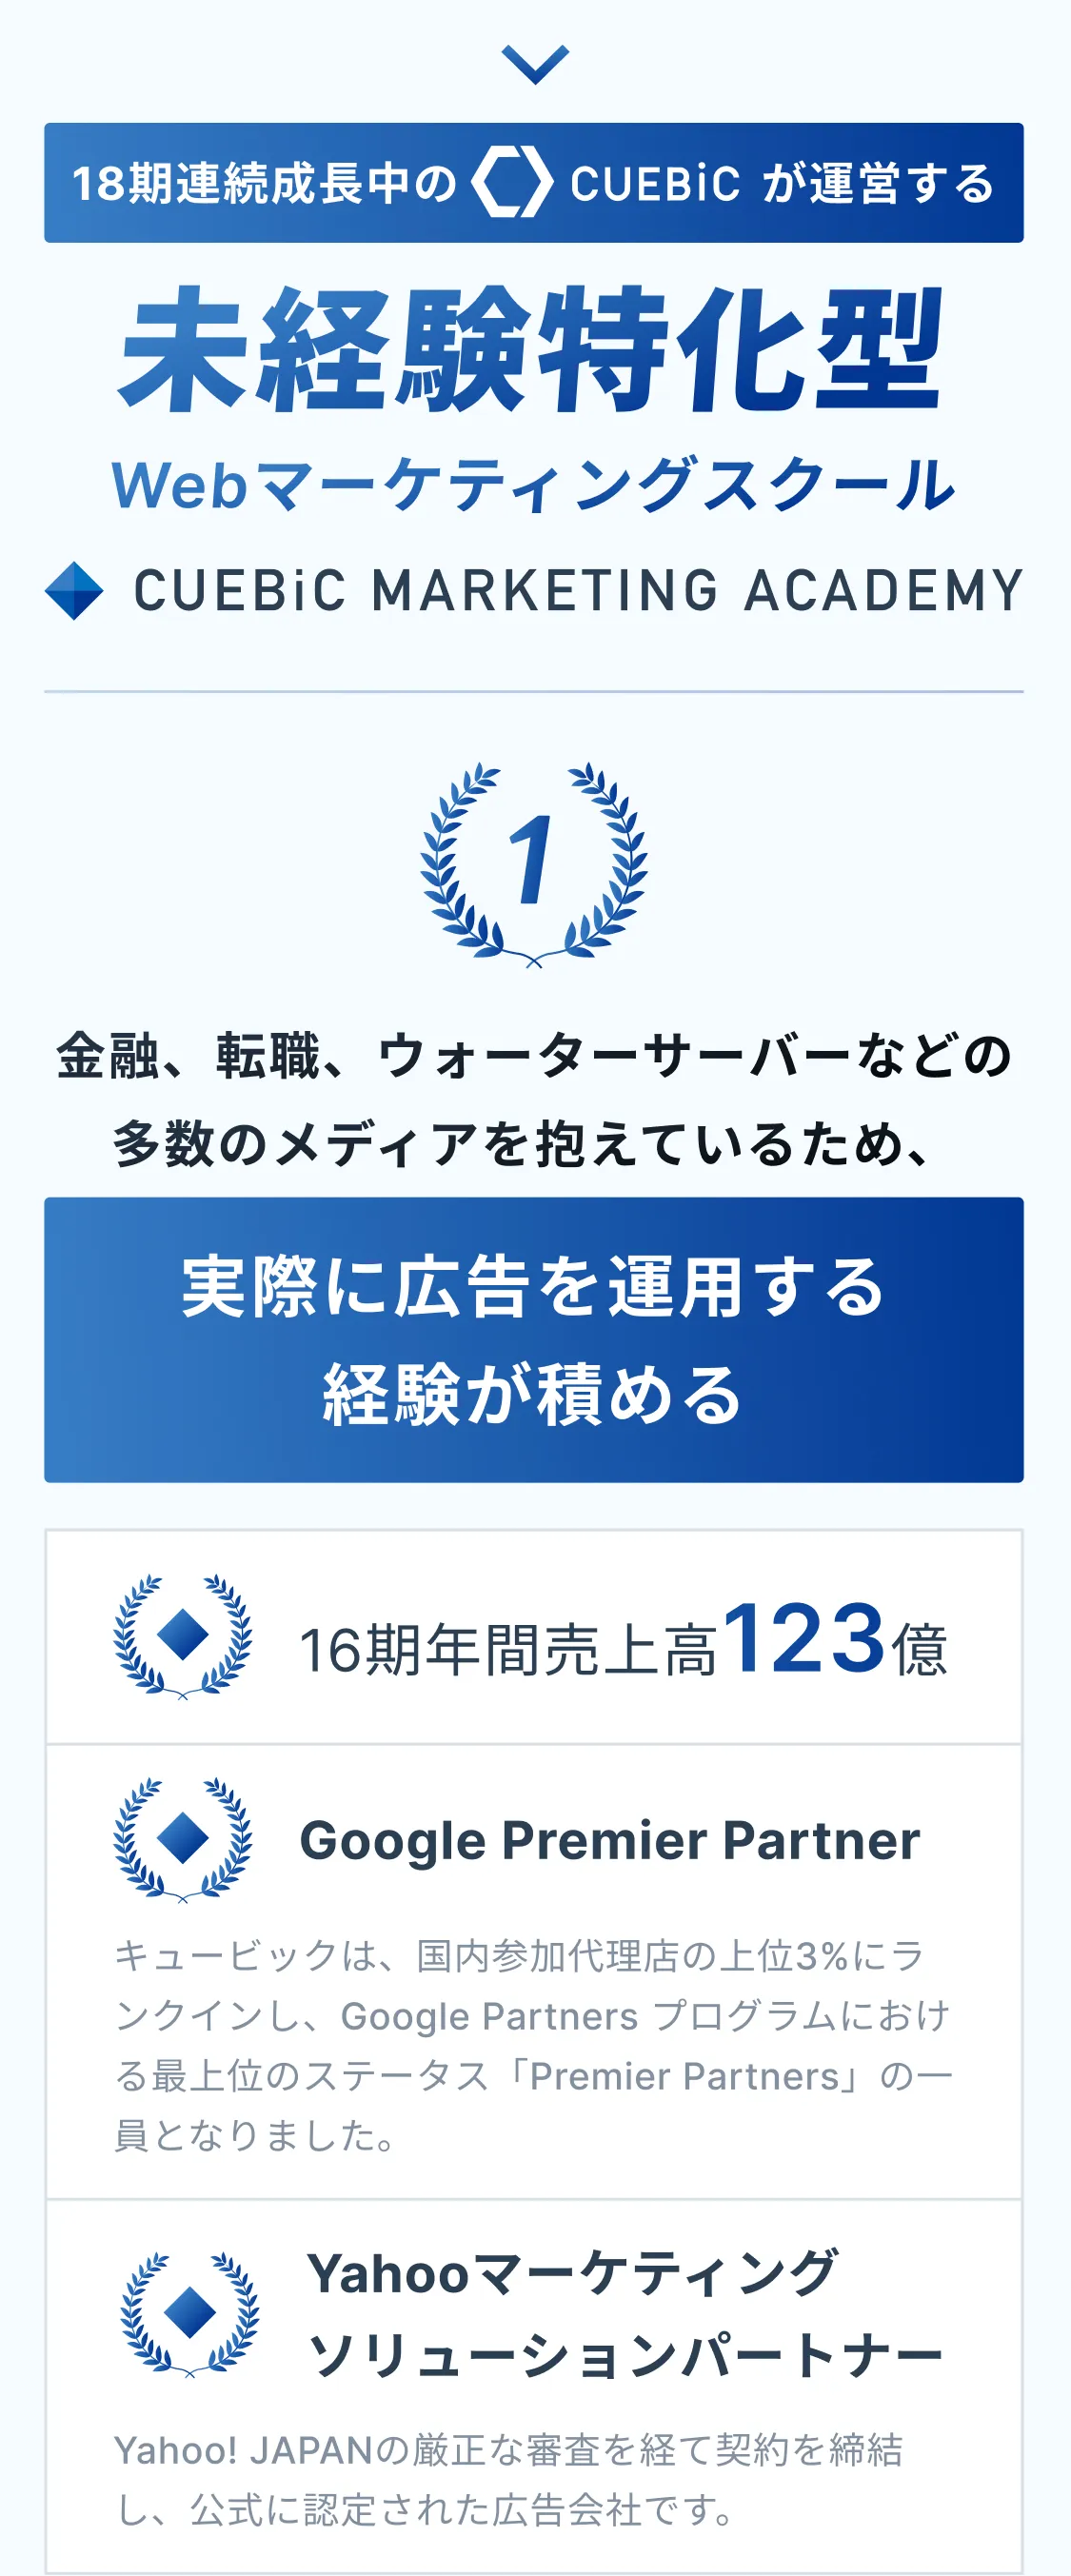 18期連続成長中の CUEBiC が運営する
未経験特化型
Webマーケティングスクール
CUEBiC MARKETING ACADEMY
1
金融、転職、ウォーターサーバーなどの
多数のメディアを抱えているため、
実際に広告を運用する
経験が積める
16期年間売上高123億
Google Premier Partner
キュービックは、国内参加代理店の上位3%にラ
ンクインし、Google Partners プログラムにおけ
る最上位のステータス「Premier Partners」の一
員となりました。
Yahooマーケティング
ソリューションパートナー
Yahoo! JAPANの厳正な審査を経て契約を締結
し、公式に認定された広告会社です。